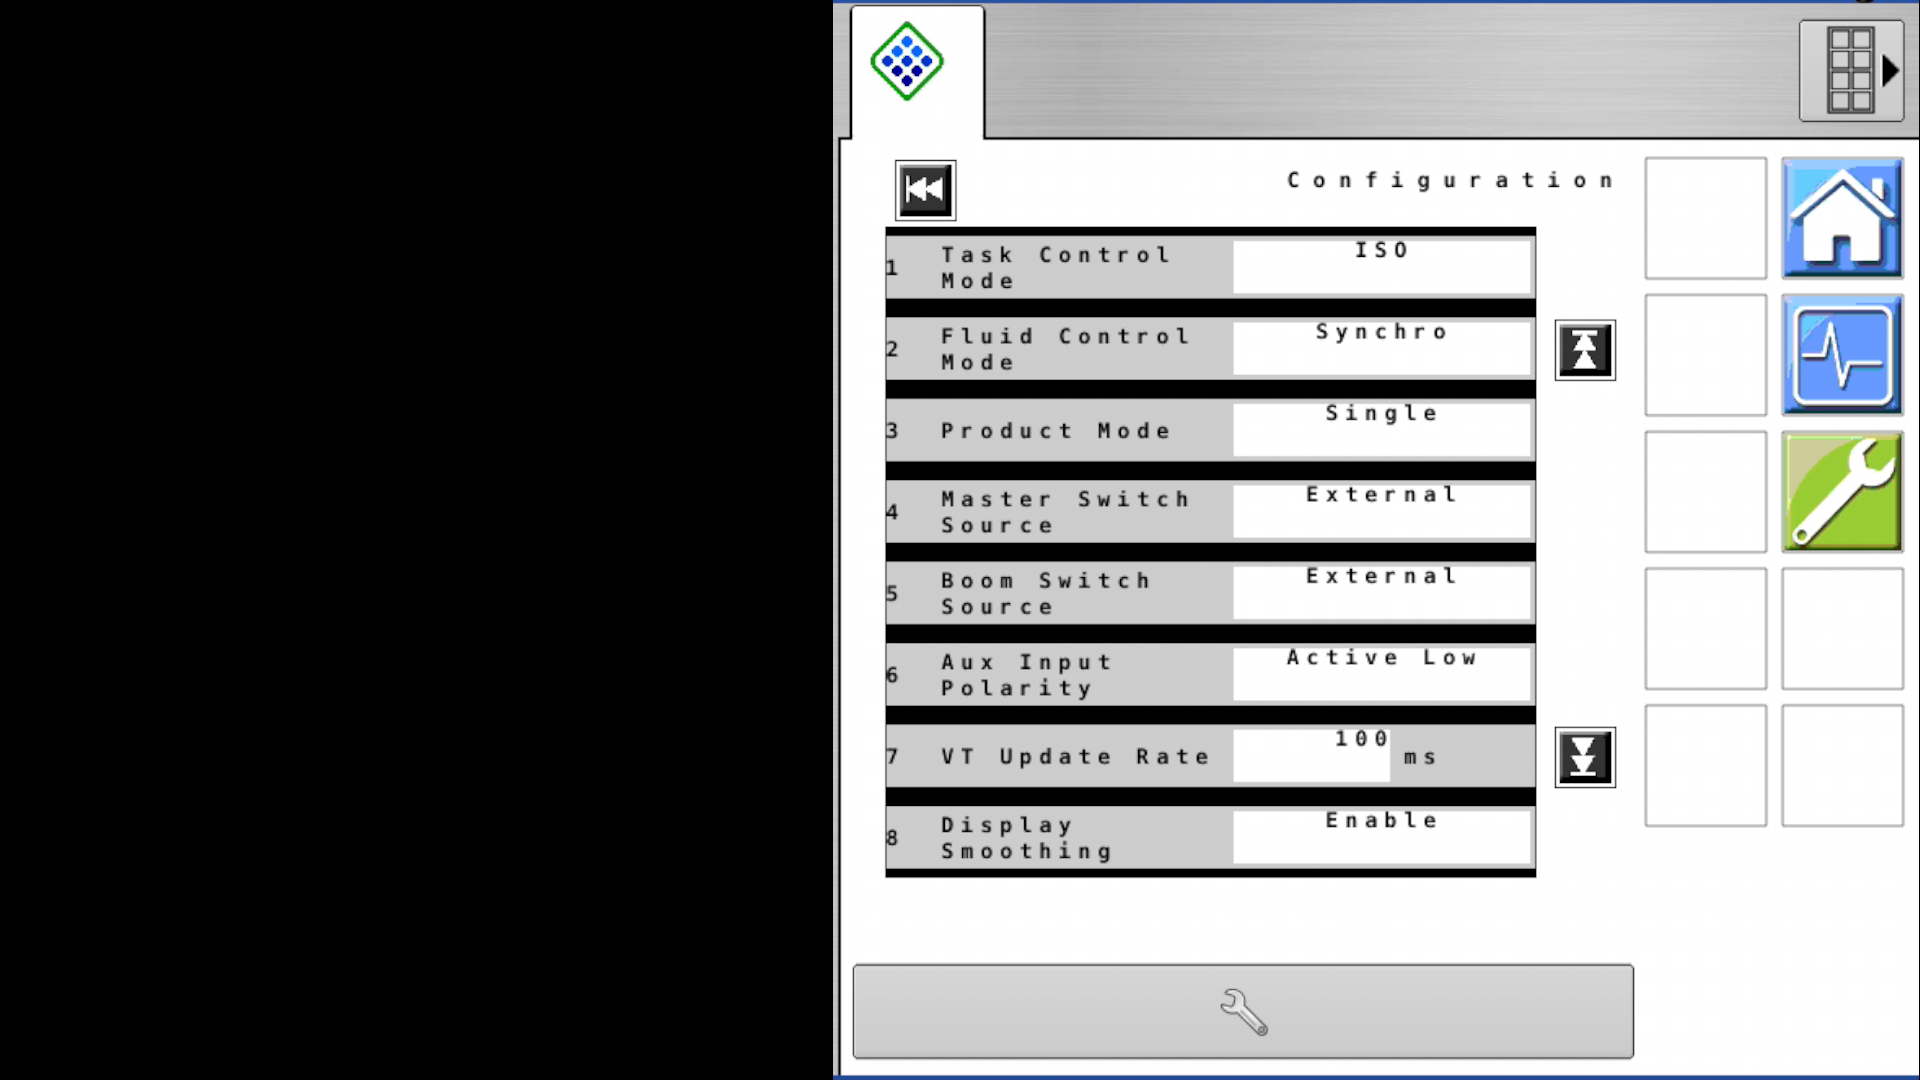 Configuration
1 Task Control Mode ISO
2 Fluid Control Mode Synchro
3 Product Mode Single
4 Master Switch Source External
5 Boom Switch Source External
6 Aux Input Polarity Active Low
7 VT Update Rate 100 ms
8 Display Smoothing Enable